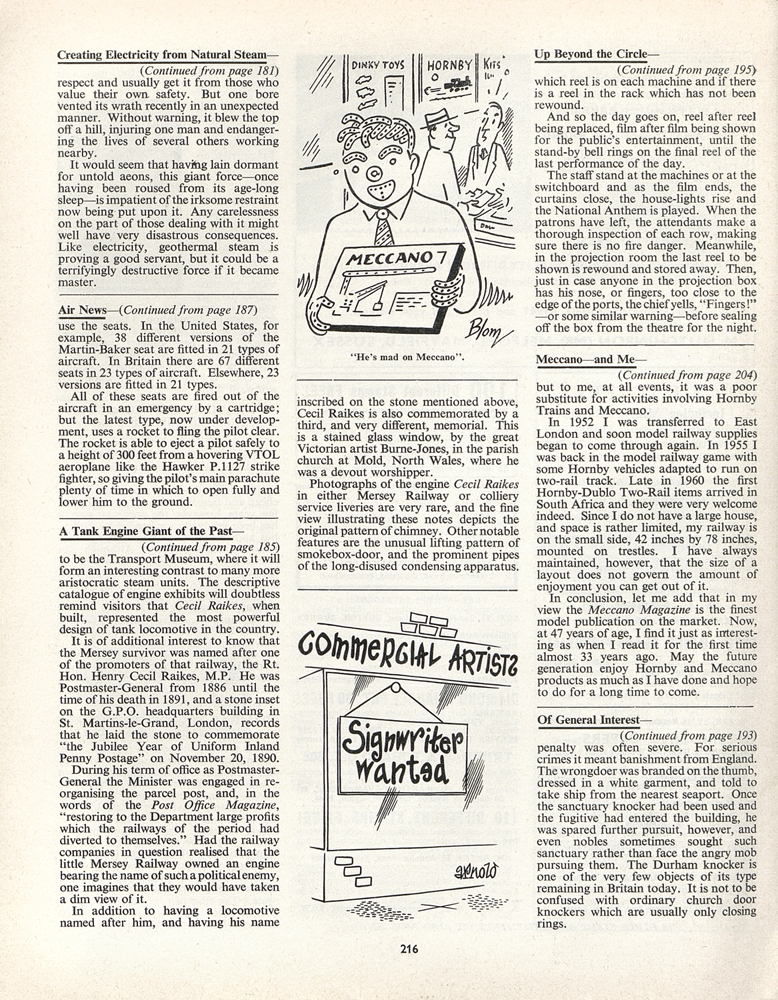 Creating Electricity from Natural Steam—
(Continued from page 181)
respect and usually get it from those who
value their own safety. But one bore
vented its wrath recently in an unexpected
manner. Without warning, it blew the top
off a hill, injuring one man and endanger-
ing the lives of several others working
nearby.
It would seem that having lain dormant
for untold aeons, this giant force—once
having been roused from its age-long
sleep—is impatient of the irksome restraint
now being put upon it. Any carelessness
on the part of those dealing with it might
well have very disastrous consequences.
Like electricity, geothermal steam is
proving a good servant, but it could be a
terrifyingly destructive force if it became
master.
Air News—(Continued from page 187)
use the seats. In the United States, for
example, 38 different versions of the
Martin-Baker seat are fitted in 21 types of
aircraft. In Britain there are 67 different
seats in 23 types of aircraft. Elsewhere, 23
versions are fitted in 21 types.
All of these seats are fired out of the
aircraft in an emergency by a cartridge;
but the latest type, now under develop-
ment, uses a rocket to fling the pilot clear.
The rocket is able to eject a pilot safely to
a height of 300 feet from a hovering VTOL
aeroplane like the Hawker P.1127 strike
fighter, so giving the pilot's main parachute
plenty of time in which to open fully and
lower him to the ground.
A Tank Engine Giant of the Past—
(Continued from page 185)
to be the Transport Museum, where it will
form an interesting contrast to many more
aristocratic steam units. The descriptive
catalogue of engine exhibits will doubtless
remind visitors that Cecil Raikes, when
built, represented the most powerful
design of tank locomotive in the country.
It is of additional interest to know that
the Mersey survivor was named after one
of the promoters of that railway, the Rt.
Hon. Henry Cecil Raikes, M.P. He was
Postmaster-General from 1886 until the
time of his death in 1891, and a stone inset
on the G.P.O. headquarters building in
St. Martins-le-Grand, London, records
that he laid the stone to commemorate
"the Jubilee Year of Uniform Inland
Penny Postage" on November 20, 1890.
During his term of office as Postmaster-
General the Minister was engaged in re-
organising the parcel post, and, in the
words of the Post Office Magazine,
"restoring to the Department large profits
which the railways of the period had
diverted to themselves." Had the railway
companies in question realised that the
little Mersey Railway owned an engine
bearing the name of such a political enemy,
one imagines that they would have taken
a dim view of it.
In addition to having a locomotive
named after him, and having his name
DINKY TOYS
HORNBY
KITS
MECCANO 7
Blom
"He's mad on Meccano".
inscribed on the stone mentioned above,
Cecil Raikes is also commemorated by a
third, and very different, memorial. This
is a stained glass window, by the great
Victorian artist Burne-Jones, in the parish
church at Mold, North Wales, where he
was a devout worshipper.
Photographs of the engine Cecil Raikes
in either Mersey Railway or colliery
service liveries are very rare, and the fine
view illustrating these notes depicts the
original pattern of chimney. Other notable
features are the unusual lifting pattern of
smokebox-door, and the prominent pipes
of the long-disused condensing apparatus.
COMMERCIAL ARTISTS
Signwriter
wanted
arnold
Up Beyond the Circle—
(Continued from page 195)
which reel is on each machine and if there
is a reel in the rack which has not been
rewound.
And so the day goes on, reel after reel
being replaced, film after film being shown
for the public's entertainment, until the
stand-by bell rings on the final reel of the
last performance of the day.
The staff stand at the machines or at the
switchboard and as the film ends, the
curtains close, the house-lights rise and
the National Anthem is played. When the
patrons have left, the attendants make a
thorough inspection of each row, making
sure there is no fire danger. Meanwhile,
in the projection room the last reel to be
shown is rewound and stored away. Then,
just in case anyone in the projection box
has his nose, or fingers, too close to the
edge of the ports, the chief yells, "Fingers!"
—or some similar warning—before sealing
off the box from the theatre for the night.
Meccano—and Me—
(Continued from page 204)
but to me, at all events, it was a poor
substitute for activities involving Hornby
Trains and Meccano.
In 1952 I was transferred to East
London and soon model railway supplies
began to come through again. In 1955 I
was back in the model railway game with
some Hornby vehicles adapted to run on
two-rail track. Late in 1960 the first
Hornby-Dublo Two-Rail items arrived in
South Africa and they were very welcome
indeed. Since I do not have a large house,
and space is rather limited, my railway is
on the small side, 42 inches by 78 inches,
mounted on trestles. I have always
maintained, however, that the size of a
layout does not govern the amount of
enjoyment you can get out of it.
In conclusion, let me add that in my
view the Meccano Magazine is the finest
model publication on the market. Now,
at 47 years of age, I find it just as interest-
ing as when I read it for the first time
almost 33 years ago. May the future
generation enjoy Hornby and Meccano
products as much as I have done and hope
to do for a long time to come.
Of General Interest—
(Continued from page 193)
penalty was often severe. For serious
crimes it meant banishment from England.
The wrongdoer was branded on the thumb,
dressed in a white garment, and told to
take ship from the nearest seaport. Once
the sanctuary knocker had been used and
the fugitive had entered the building, he
was spared further pursuit, however, and
even nobles sometimes sought such
sanctuary rather than face the angry mob
pursuing them. The Durham knocker is
one of the very few objects of its type
remaining in Britain today. It is not to be
confused with ordinary church door
knockers which are usually only closing
rings.
216